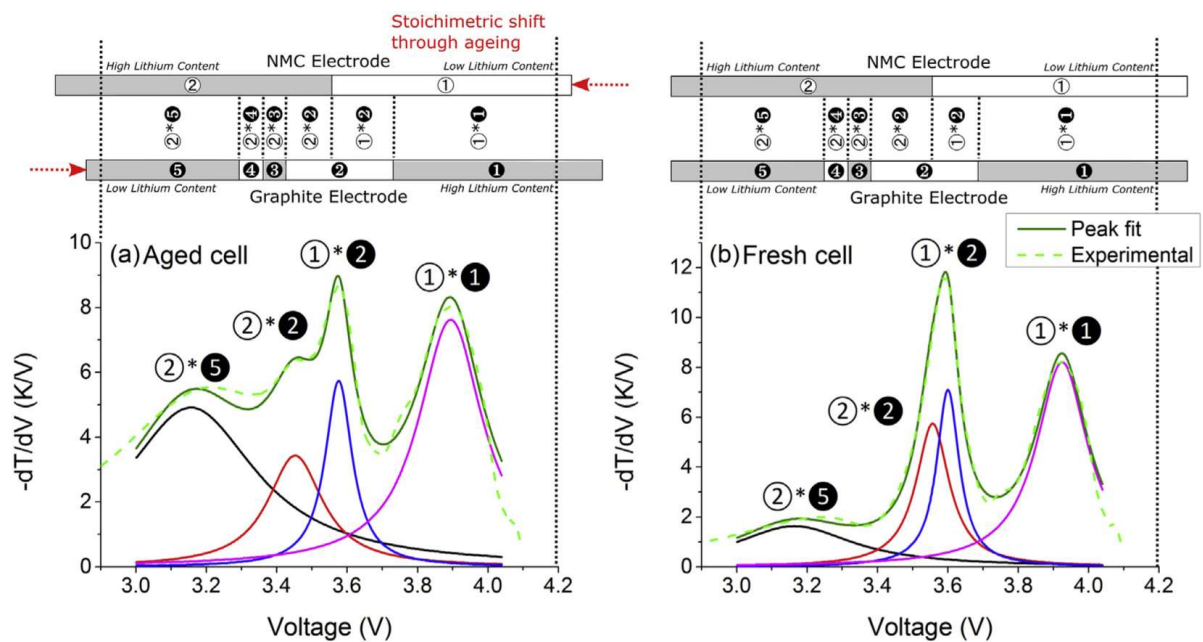 Stoichimetric shift
through ageing
High Lithium Content NMC Electrode Low Lithium Content
② ①
②*❺ ②*❹ ②*❸ ②*❷ ①*❷ ①*❶
❺ ❹ ❸ ❷ ❶
Low Lithium Content Graphite Electrode High Lithium Content
(a) Aged cell
①*❷
①*❶
②*❷
②*❺
-dT/dV (K/V)
10
8
6
4
2
0
3.0 3.2 3.4 3.6 3.8 4.0 4.2
Voltage (V)
High Lithium Content NMC Electrode Low Lithium Content
② ①
②*❺ ②*❹ ②*❸ ②*❷ ①*❷ ①*❶
❺ ❹ ❸ ❷ ❶
Low Lithium Content Graphite Electrode High Lithium Content
(b) Fresh cell
Peak fit
Experimental
①*❷
①*❶
②*❷
②*❺
-dT/dV (K/V)
12
10
8
6
4
2
0
3.0 3.2 3.4 3.6 3.8 4.0 4.2
Voltage (V)